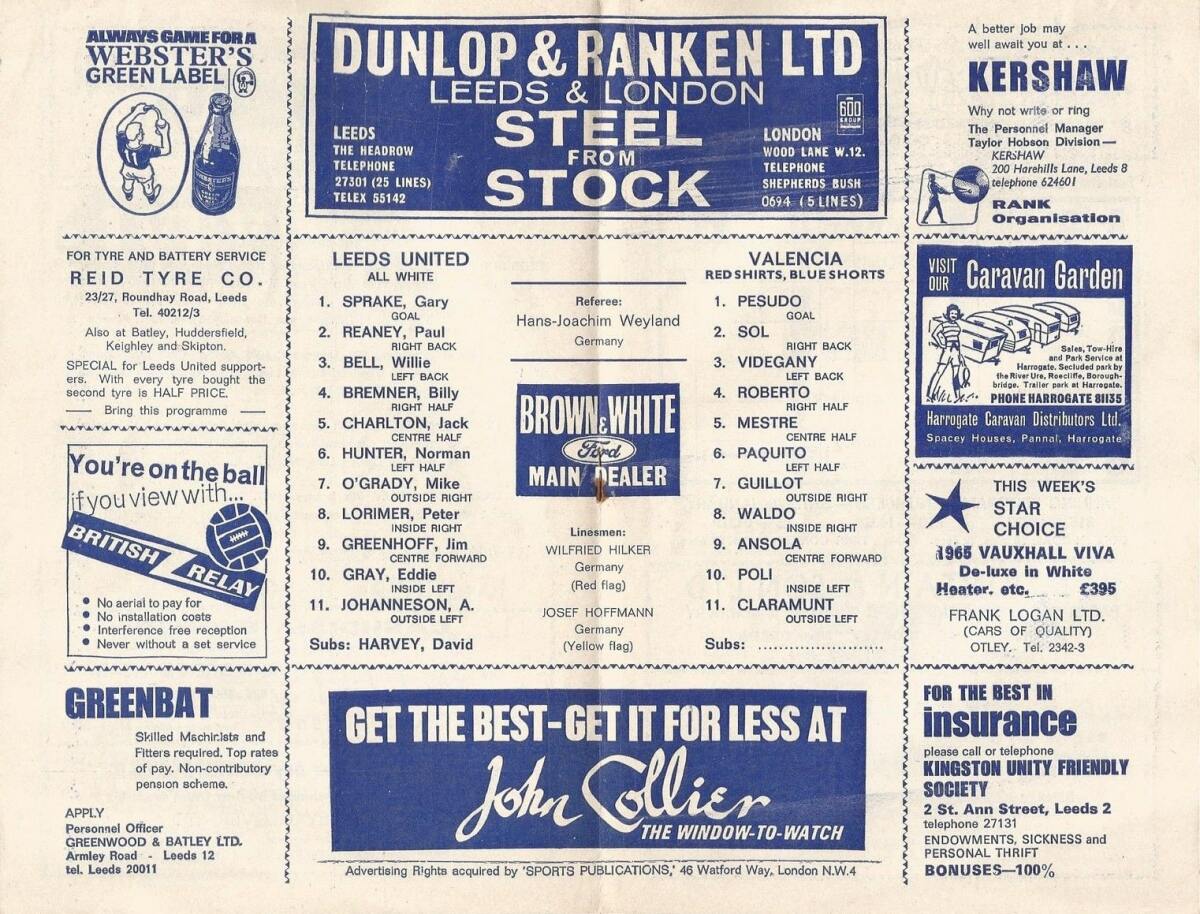 ALWAYS GAME FOR A
WEBSTER'S
GREEN LABEL
DUNLOP & RANKEN LTD
LEEDS & LONDON
STEEL
FROM
STOCK
LEEDS
THE HEADROW
TELEPHONE
27301 (25 LINES)
TELEX 55142
600
GROUP
LONDON
WOOD LANE W.12.
TELEPHONE
SHEPHERDS BUSH
0694 (5 LINES)
A better job may
well await you at . . .
KERSHAW
Why not write or ring
The Personnel Manager
Taylor Hobson Division —
KERSHAW
200 Harehills Lane, Leeds 8
telephone 624601
RANK
Organisation
FOR TYRE AND BATTERY SERVICE
REID TYRE CO.
23/27, Roundhay Road, Leeds
Tel. 40212/3
Also at Batley, Huddersfield,
Keighley and Skipton.
SPECIAL for Leeds United support-
ers. With every tyre bought the
second tyre is HALF PRICE.
— Bring this programme —
You're on the ball
if you view with...
BRITISH RELAY
• No aerial to pay for
• No installation costs
• Interference free reception
• Never without a set service
GREENBAT
Skilled Machinists and
Fitters required. Top rates
of pay. Non-contributory
pension scheme.
APPLY
Personnel Officer
GREENWOOD & BATLEY LTD.
Armley Road - Leeds 12
tel. Leeds 20011
LEEDS UNITED
ALL WHITE
1. SPRAKE, Gary
GOAL
2. REANEY, Paul
RIGHT BACK
3. BELL, Willie
LEFT BACK
4. BREMNER, Billy
RIGHT HALF
5. CHARLTON, Jack
CENTRE HALF
6. HUNTER, Norman
LEFT HALF
7. O'GRADY, Mike
OUTSIDE RIGHT
8. LORIMER, Peter
INSIDE RIGHT
9. GREENHOFF, Jim
CENTRE FORWARD
10. GRAY, Eddie
INSIDE LEFT
11. JOHANNESON, A.
OUTSIDE LEFT
Subs: HARVEY, David
Referee:
Hans-Joachim Weyland
Germany
BROWN & WHITE
Ford
MAIN DEALER
Linesmen:
WILFRIED HILKER
Germany
(Red flag)
JOSEF HOFFMANN
Germany
(Yellow flag)
VALENCIA
RED SHIRTS, BLUE SHORTS
1. PESUDO
GOAL
2. SOL
RIGHT BACK
3. VIDEGANY
LEFT BACK
4. ROBERTO
RIGHT HALF
5. MESTRE
CENTRE HALF
6. PAQUITO
LEFT HALF
7. GUILLOT
OUTSIDE RIGHT
8. WALDO
INSIDE RIGHT
9. ANSOLA
CENTRE FORWARD
10. POLI
INSIDE LEFT
11. CLARAMUNT
OUTSIDE LEFT
Subs: ..........................
VISIT
OUR
Caravan Garden
Sales, Tow-Hire
and Park Service at
Harrogate. Secluded park by
the River Ure, Roecliffe, Borough-
bridge. Trailer park at Harrogate.
PHONE HARROGATE 81135
Harrogate Caravan Distributors Ltd.
Spacey Houses, Pannal, Harrogate
THIS WEEK'S
STAR
CHOICE
1965 VAUXHALL VIVA
De-luxe in White
Heater, etc. £395
FRANK LOGAN LTD.
(CARS OF QUALITY)
OTLEY. Tel. 2342-3
FOR THE BEST IN
insurance
please call or telephone
KINGSTON UNITY FRIENDLY
SOCIETY
2 St. Ann Street, Leeds 2
telephone 27131
ENDOWMENTS, SICKNESS and
PERSONAL THRIFT
BONUSES—100%
GET THE BEST–GET IT FOR LESS AT
John Collier
THE WINDOW-TO-WATCH
Advertising Rights acquired by 'SPORTS PUBLICATIONS,' 46 Watford Way, London N.W.4